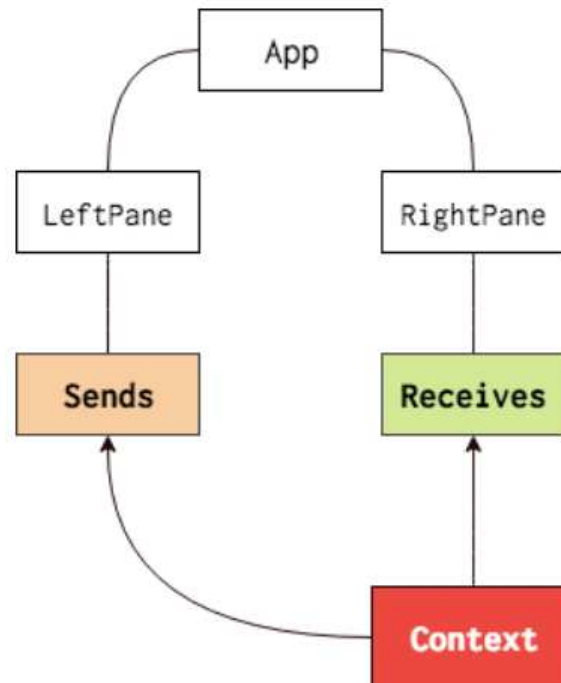 App
LeftPane
RightPane
Sends
Receives
Context